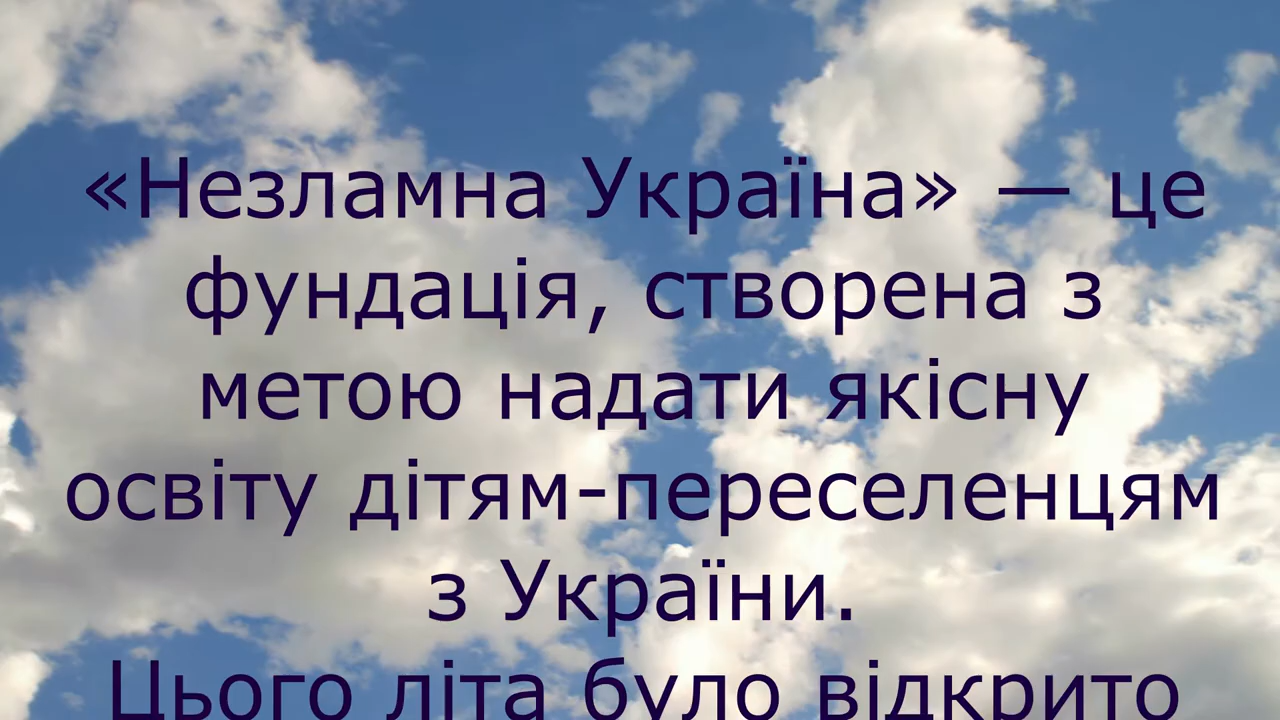 «Незламна Україна» — це
фундація, створена з
метою надати якісну
освіту дітям-переселенцям
з України.
Цього літа було відкрито